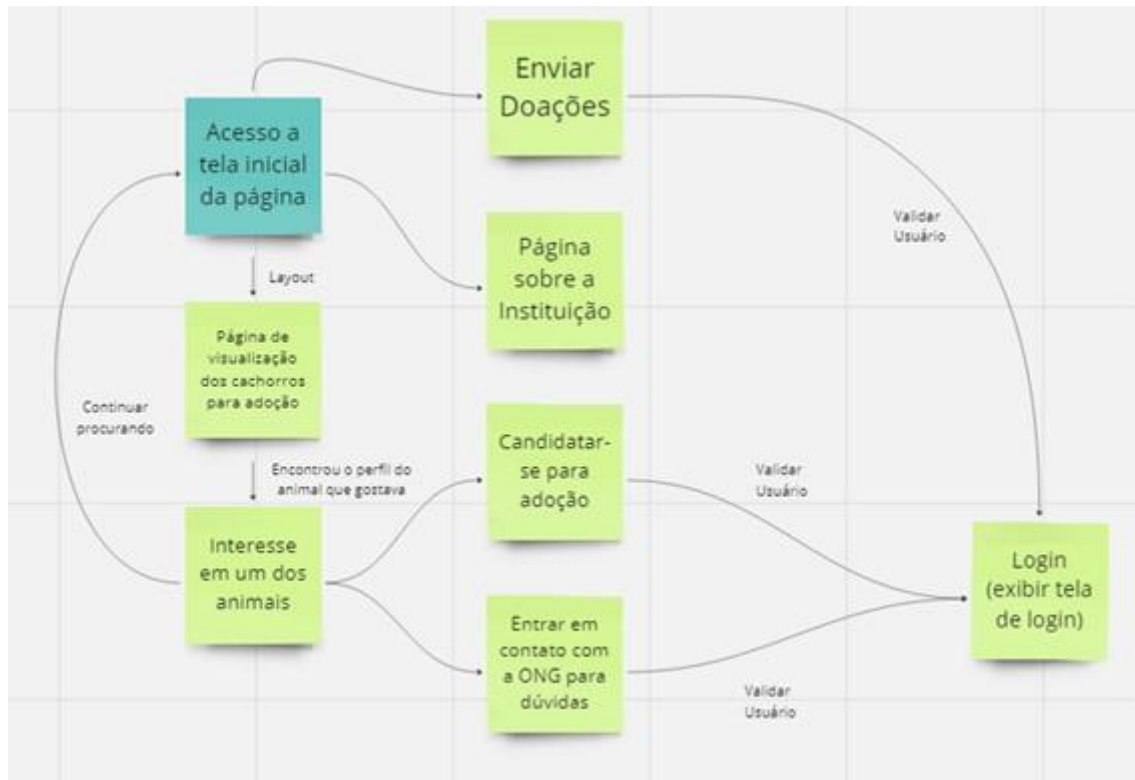 Enviar
Doações
Acesso a
tela inicial
da página
Validar
Usuário
Página
sobre a
Instituição
Layout
Página de
visualização
dos cachorros
para adoção
Continuar
procurando
Candidatar-
se para
adoção
Encontrou o perfil do
animal que gostava
Validar
Usuário
Interesse
em um dos
animais
Login
(exibir tela
de login)
Entrar em
contato com
a ONG para
dúvidas
Validar
Usuário